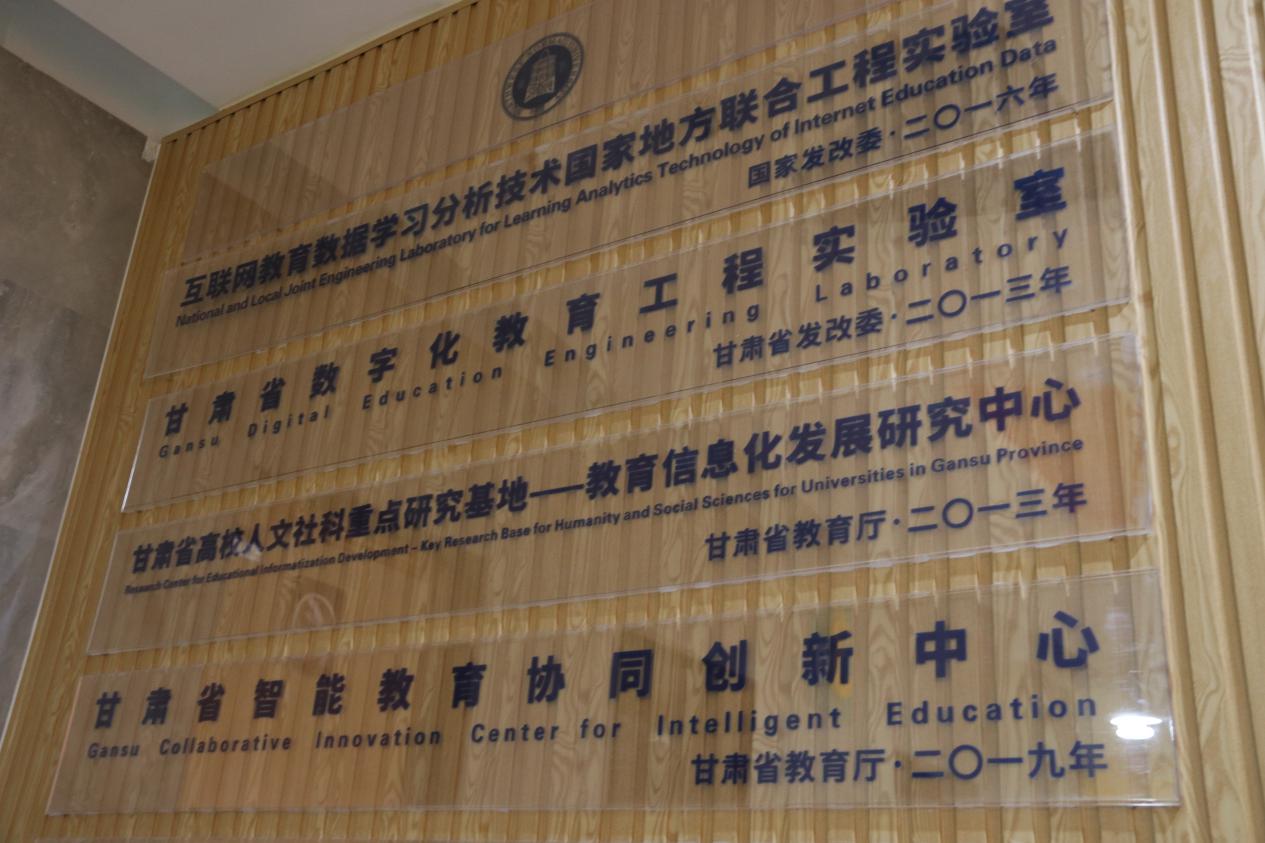 互联网教育数据学习分析技术国家地方联合工程实验室
National and Local Joint Engineering Laboratory for Learning Analytics Technology of Internet Education Data
国家发改委·二〇一六年
甘肃省数字化教育工程实验室
Gansu Digital Education Engineering Laboratory
甘肃省发改委·二〇一三年
甘肃省高校人文社科重点研究基地——教育信息化发展研究中心
Research Center for Educational Informatization Development – Key Research Base for Humanity and Social Sciences for Universities in Gansu Province
甘肃省教育厅·二〇一三年
甘肃省智能教育协同创新中心
Gansu Collaborative Innovation Center for Intelligent Education
甘肃省教育厅·二〇一九年